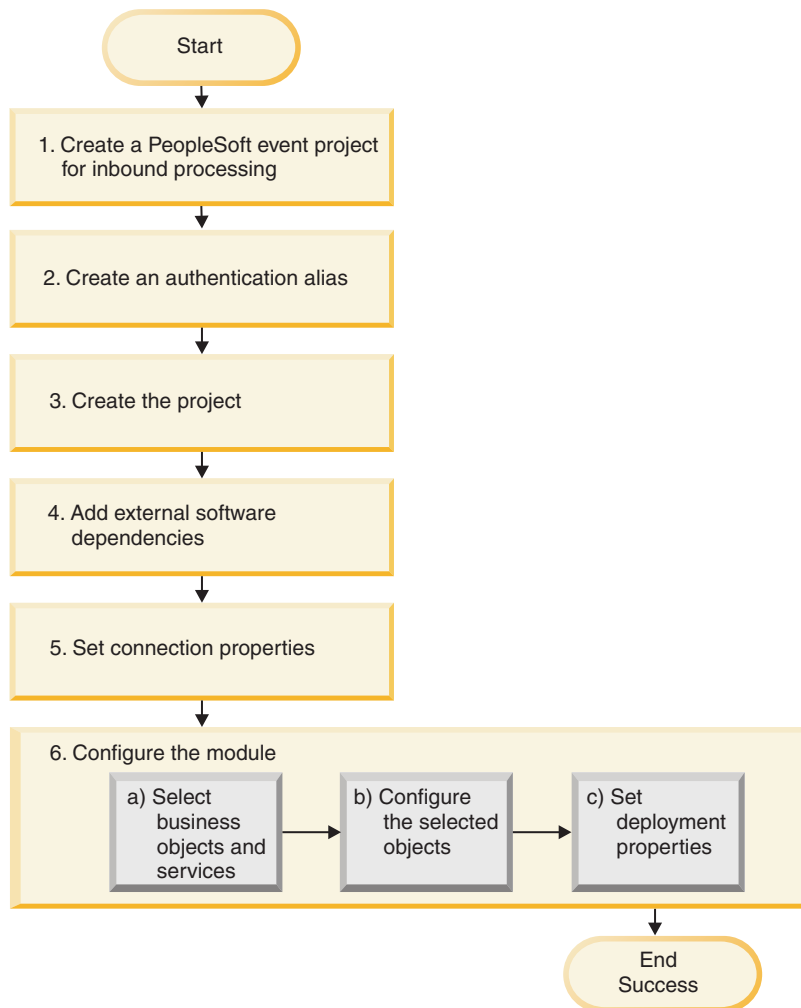 Start
1. Create a PeopleSoft event project
for inbound processing
2. Create an authentication alias
3. Create the project
4. Add external software
dependencies
5. Set connection properties
6. Configure the module
a) Select
business
objects and
services
b) Configure
the selected
objects
c) Set
deployment
properties
End
Success